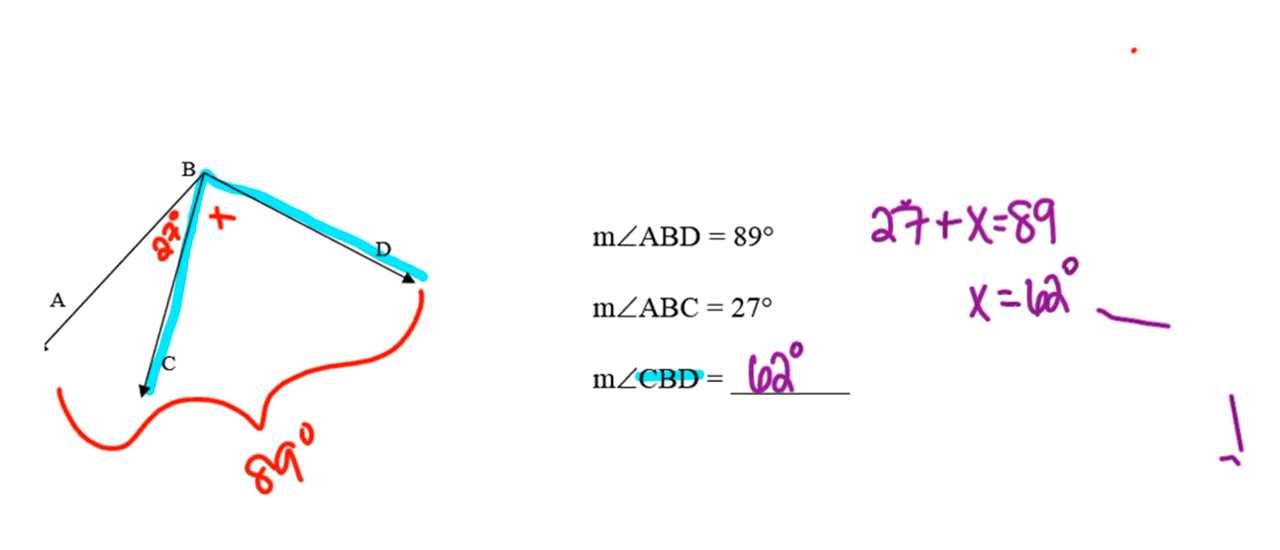 B
27°
x
D
A
C
89°
m∠ABD = 89°
m∠ABC = 27°
m∠CBD = 62°
27+x=89
x=62°